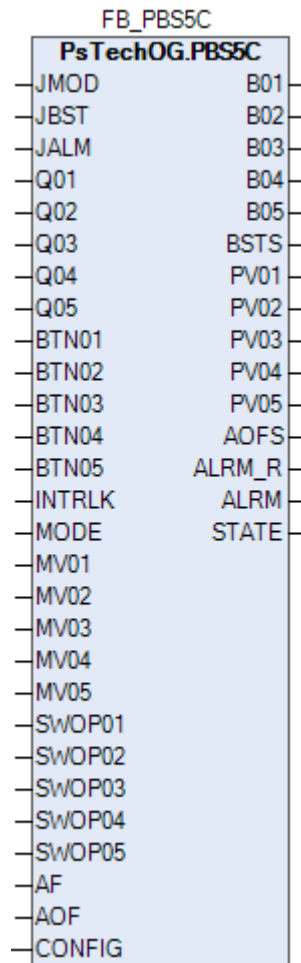 FB_PBS5C
PsTechOG.PBS5C
JMOD B01
JBST B02
JALM B03
Q01 B04
Q02 B05
Q03 BSTS
Q04 PV01
Q05 PV02
BTN01 PV03
BTN02 PV04
BTN03 PV05
BTN04 AOFS
BTN05 ALRM_R
INTRLK ALRM
MODE STATE
MV01
MV02
MV03
MV04
MV05
SWOP01
SWOP02
SWOP03
SWOP04
SWOP05
AF
AOF
CONFIG